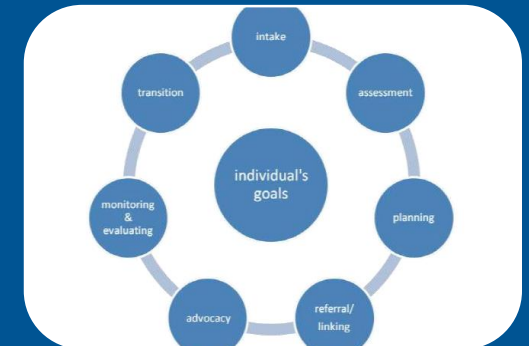 intake
assessment
planning
referral/
linking
advocacy
monitoring
&
evaluating
transition
individual's
goals